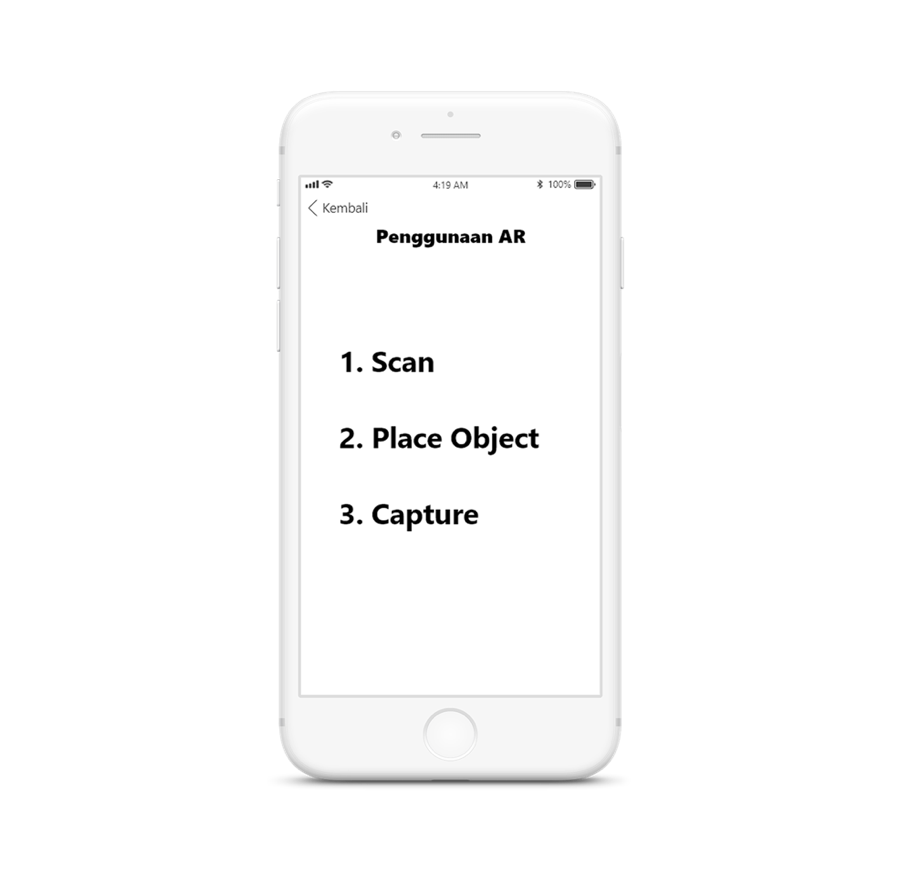 4:19 AM 100%
Kembali
Penggunaan AR
1. Scan
2. Place Object
3. Capture